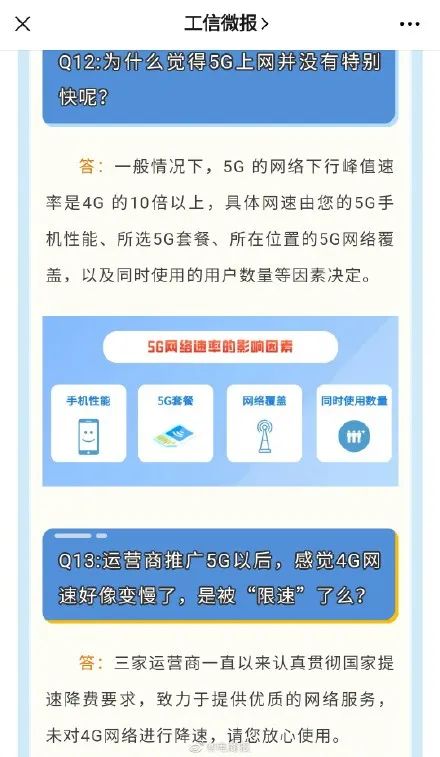 工信微报>
Q12:为什么觉得5G上网并没有特别
快呢？
答：一般情况下，5G 的网络下行峰值速
率是4G 的10倍以上，具体网速由您的5G手
机性能、所选5G套餐、所在位置的5G网络覆
盖，以及同时使用的用户数量等因素决定。
5G网络速率的影响因素
手机性能
5G套餐
网络覆盖
同时使用数量
Q13:运营商推广5G以后，感觉4G网
速好像变慢了，是被“限速”了么？
答：三家运营商一直以来认真贯彻国家提
速降费要求，致力于提供优质的网络服务，
未对4G网络进行降速，请您放心使用。